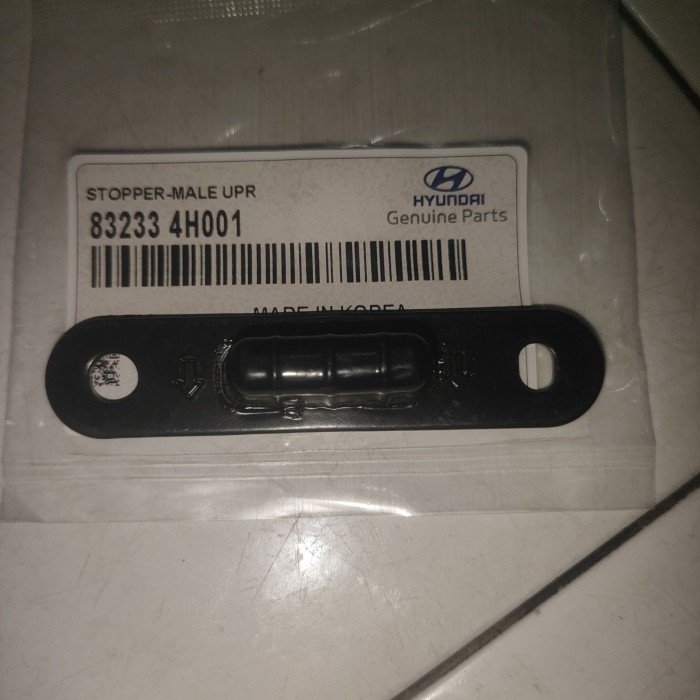 STOPPER-MALE UPR
83233 4H001
HYUNDAI
Genuine Parts
MADE IN KOREA